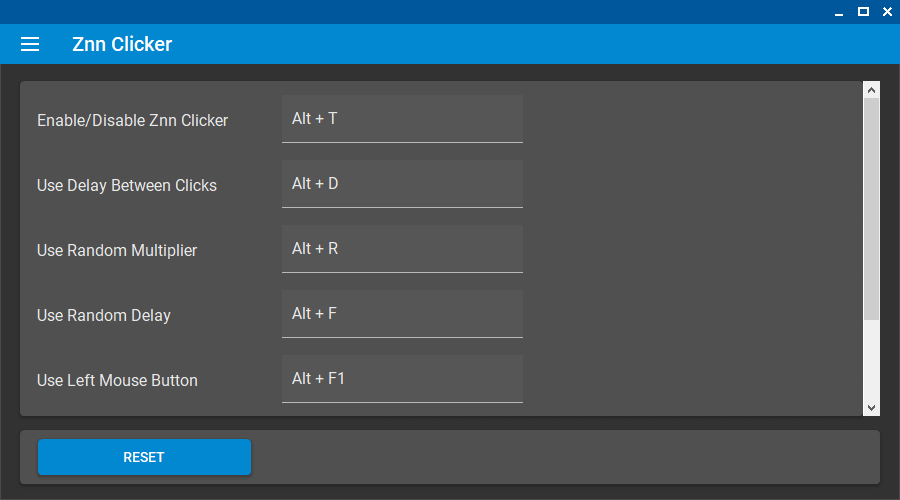 Znn Clicker
Enable/Disable Znn Clicker Alt + T
Use Delay Between Clicks Alt + D
Use Random Multiplier Alt + R
Use Random Delay Alt + F
Use Left Mouse Button Alt + F1
RESET